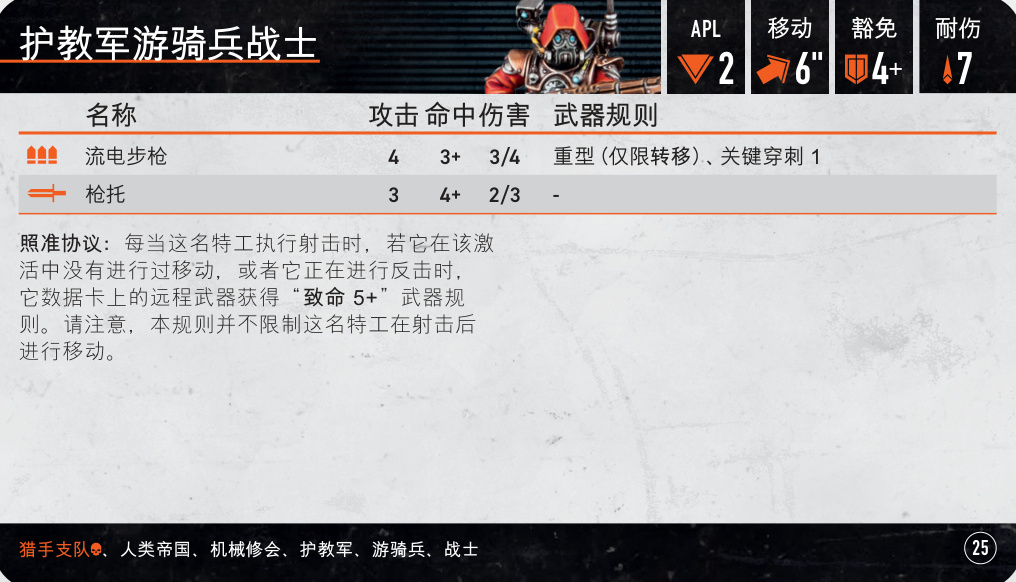 护教军游骑兵战士
APL 移动 豁免 耐伤
2 6" 4+ 7
名称 攻击 命中 伤害 武器规则
流电步枪 4 3+ 3/4 重型（仅限转移）、关键穿刺 1
枪托 3 4+ 2/3 -
照准协议：每当这名特工执行射击时，若它在该激
活中没有进行过移动，或者它正在进行反击时，
它数据卡上的远程武器获得“致命 5+”武器规
则。请注意，本规则并不限制这名特工在射击后
进行移动。
猎手支队、人类帝国、机械修会、护教军、游骑兵、战士
25